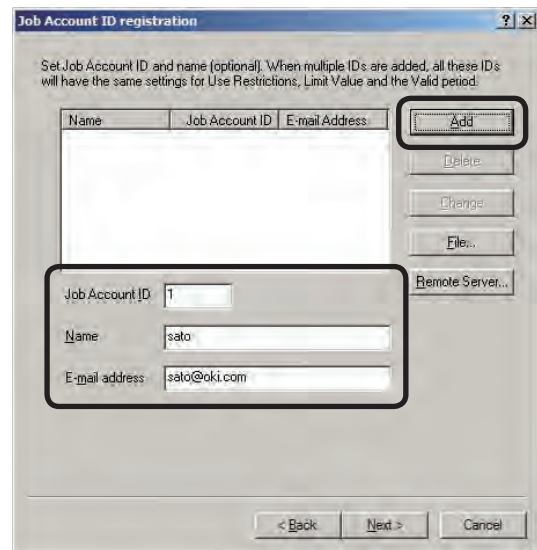 Job Account ID registration
Set Job Account ID and name (optional). When multiple IDs are added, all these IDs
will have the same settings for Use Restrictions, Limit Value and the Valid period.
Name Job Account ID E-mail Address
Add
Delete
Change
File...
Remote Server...
Job Account ID 1
Name sato
E-mail address sato@oki.com
< Back Next > Cancel